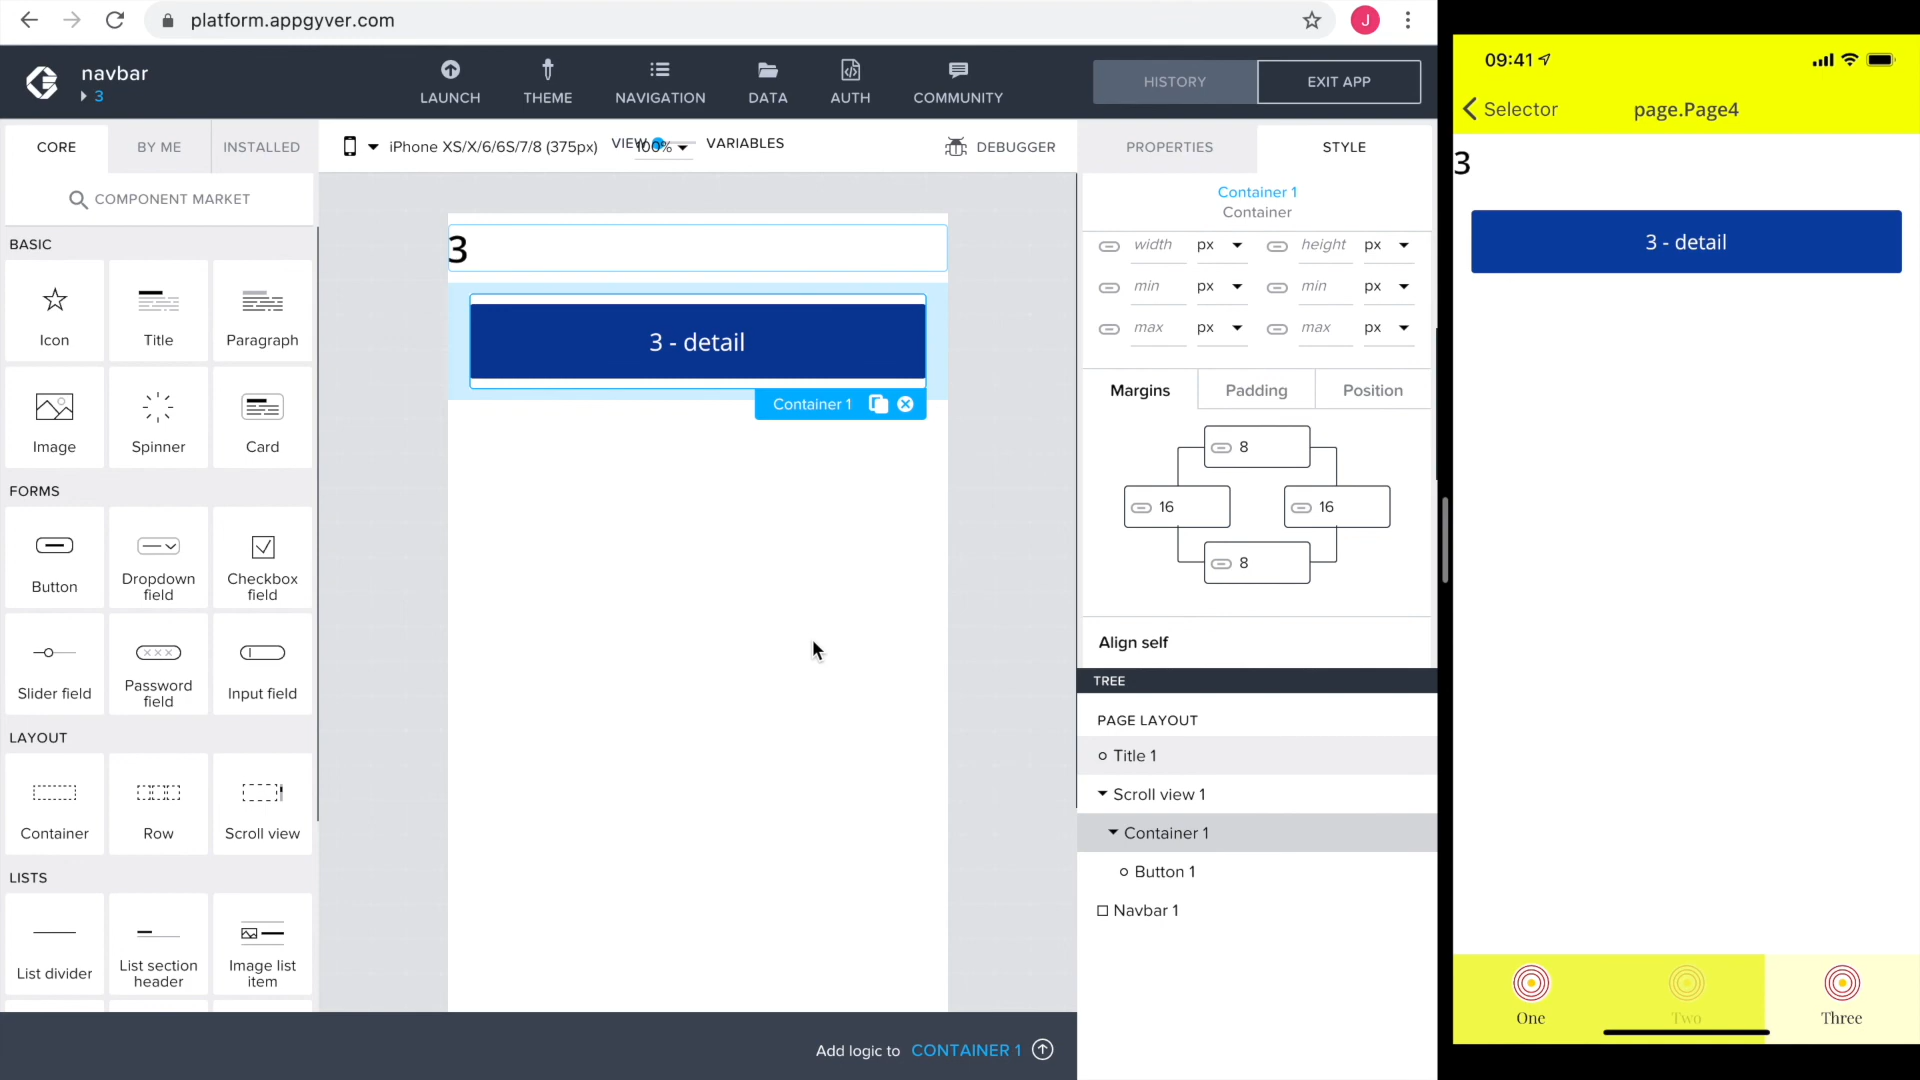 platform.appgyver.com
J
navbar
3
LAUNCH
THEME
NAVIGATION
DATA
AUTH
COMMUNITY
HISTORY
EXIT APP
CORE
BY ME
INSTALLED
iPhone XS/X/6/6S/7/8 (375px)
VIEW
100%
VARIABLES
DEBUGGER
PROPERTIES
STYLE
COMPONENT MARKET
BASIC
Icon
Title
Paragraph
Image
Spinner
Card
FORMS
Button
Dropdown
field
Checkbox
field
Slider field
Password
field
Input field
LAYOUT
Container
Row
Scroll view
LISTS
List divider
List section
header
Image list
item
3
3 - detail
Container 1
Add logic to CONTAINER 1
Container 1
Container
width px height px
min px min px
max px max px
Margins
Padding
Position
8
16
16
8
Align self
TREE
PAGE LAYOUT
Title 1
Scroll view 1
Container 1
Button 1
Navbar 1
09:41
Selector
page.Page4
3
3 - detail
One
Two
Three